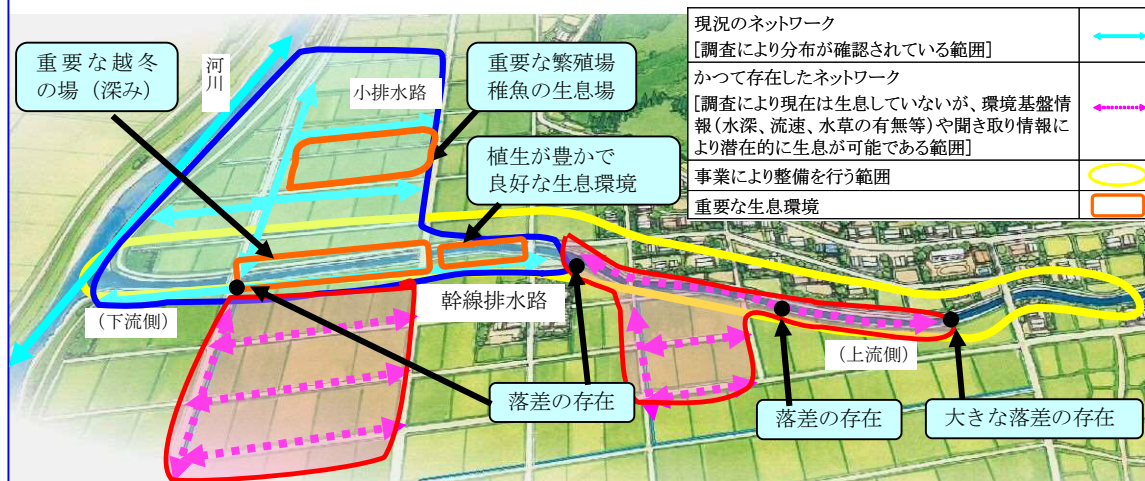 現況のネットワーク
[調査により分布が確認されている範囲]
かつて存在したネットワーク
[調査により現在は生息していないが、環境基盤情
報(水深、流速、水草の有無等)や聞き取り情報に
より潜在的に生息が可能である範囲]
事業により整備を行う範囲
重要な生息環境
重要な越冬
の場（深み）
河川
小排水路
重要な繁殖場
稚魚の生息場
植生が豊かで
良好な生息環境
幹線排水路
（下流側）
（上流側）
落差の存在
落差の存在
大きな落差の存在